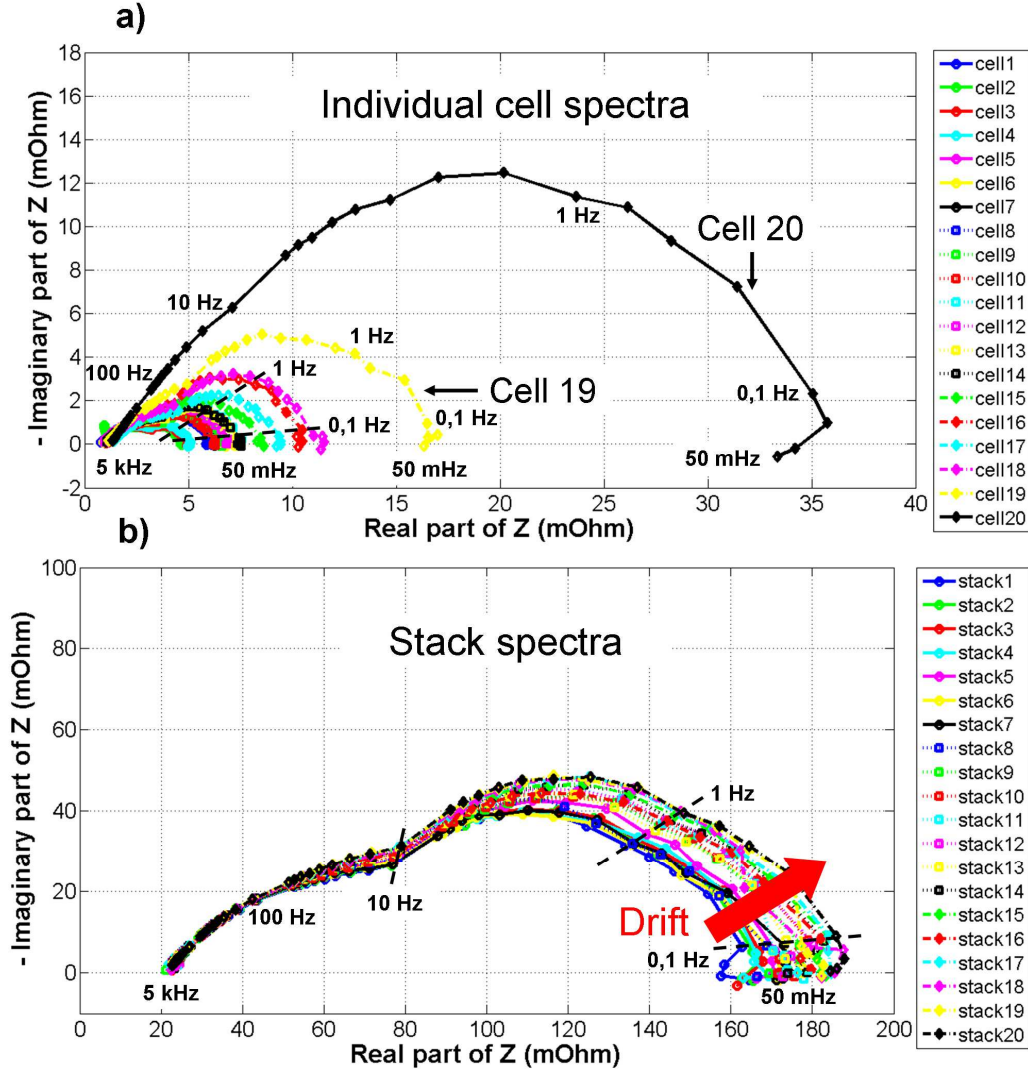 a)
- Imaginary part of Z (mOhm)
18
16
14
12
10
8
6
4
2
0
-2
Individual cell spectra
1 Hz
Cell 20
10 Hz
100 Hz
1 Hz
1 Hz
Cell 19
0,1 Hz
0,1 Hz
0,1 Hz
5 kHz
50 mHz
50 mHz
50 mHz
0
5
10
15
20
25
30
35
40
Real part of Z (mOhm)
cell1
cell2
cell3
cell4
cell5
cell6
cell7
cell8
cell9
cell10
cell11
cell12
cell13
cell14
cell15
cell16
cell17
cell18
cell19
cell20
b)
- Imaginary part of Z (mOhm)
100
80
60
40
20
0
Stack spectra
1 Hz
10 Hz
100 Hz
Drift
0,1 Hz
5 kHz
50 mHz
0
20
40
60
80
100
120
140
160
180
200
Real part of Z (mOhm)
stack1
stack2
stack3
stack4
stack5
stack6
stack7
stack8
stack9
stack10
stack11
stack12
stack13
stack14
stack15
stack16
stack17
stack18
stack19
stack20